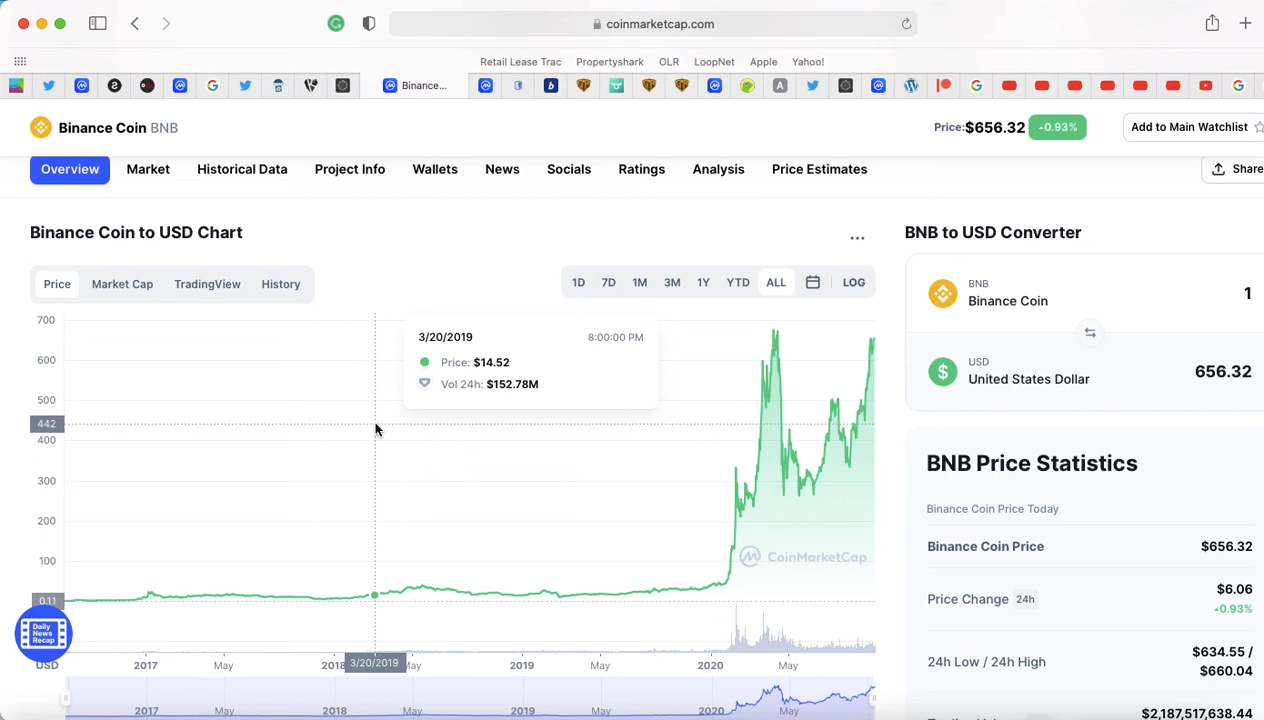 coinmarketcap.com
Retail Lease Trac Propertyshark OLR LoopNet Apple Yahoo!
Binance...
Binance Coin BNB
Price:$656.32 0.93%
Add to Main Watchlist
Overview Market Historical Data Project Info Wallets News Socials Ratings Analysis Price Estimates
Share
Binance Coin to USD Chart
...
Price Market Cap TradingView History
1D 7D 1M 3M 1Y YTD ALL LOG
700
600
500
442
400
300
200
100
0.11
USD
3/20/2019 8:00:00 PM
Price: $14.52
Vol 24h: $152.78M
CoinMarketCap
Daily
News
Recap
2017 May 2018 3/20/2019 May 2019 May 2020 May
2017 May 2018 May 2019 May 2020 May
BNB to USD Converter
BNB
Binance Coin
1
USD
United States Dollar
656.32
BNB Price Statistics
Binance Coin Price Today
Binance Coin Price $656.32
Price Change 24h $6.06
0.93%
24h Low / 24h High $634.55 /
$660.04
$2,187,517,638.44